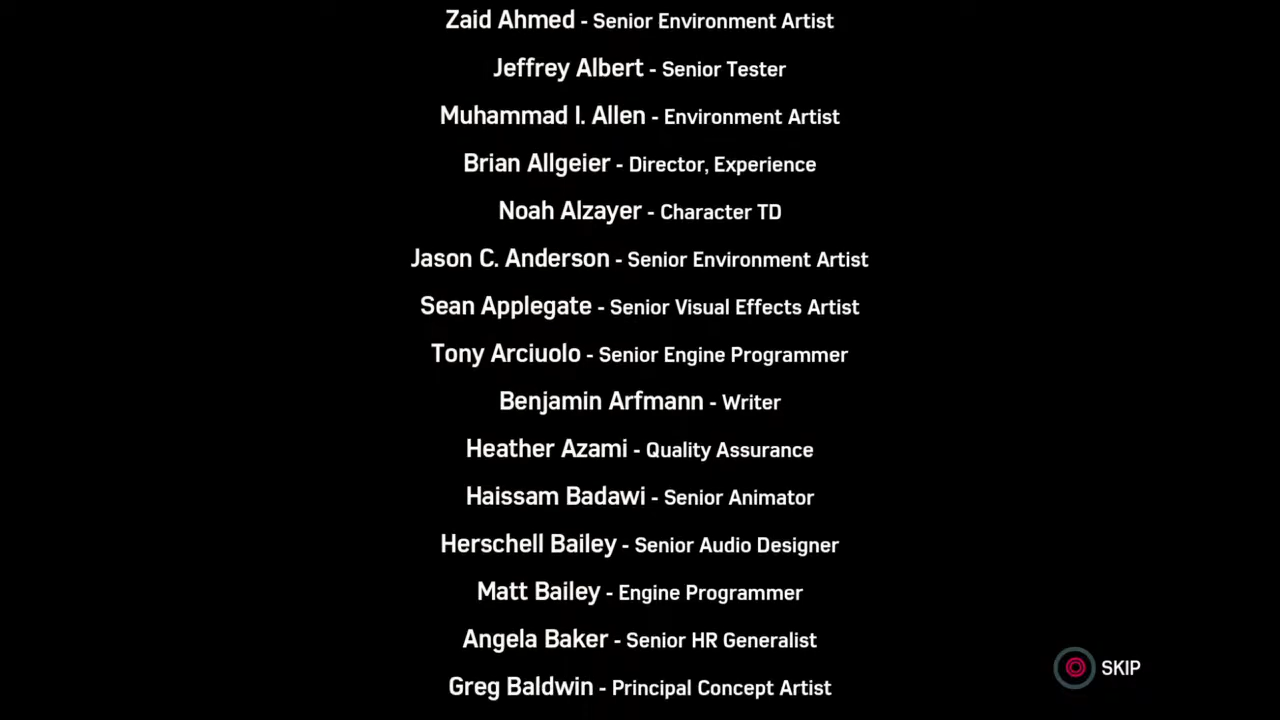 Zaid Ahmed - Senior Environment Artist
Jeffrey Albert - Senior Tester
Muhammad I. Allen - Environment Artist
Brian Allgeier - Director, Experience
Noah Alzayer - Character TD
Jason C. Anderson - Senior Environment Artist
Sean Applegate - Senior Visual Effects Artist
Tony Arciuolo - Senior Engine Programmer
Benjamin Arfmann - Writer
Heather Azami - Quality Assurance
Haissam Badawi - Senior Animator
Herschell Bailey - Senior Audio Designer
Matt Bailey - Engine Programmer
Angela Baker - Senior HR Generalist
SKIP
Greg Baldwin - Principal Concept Artist